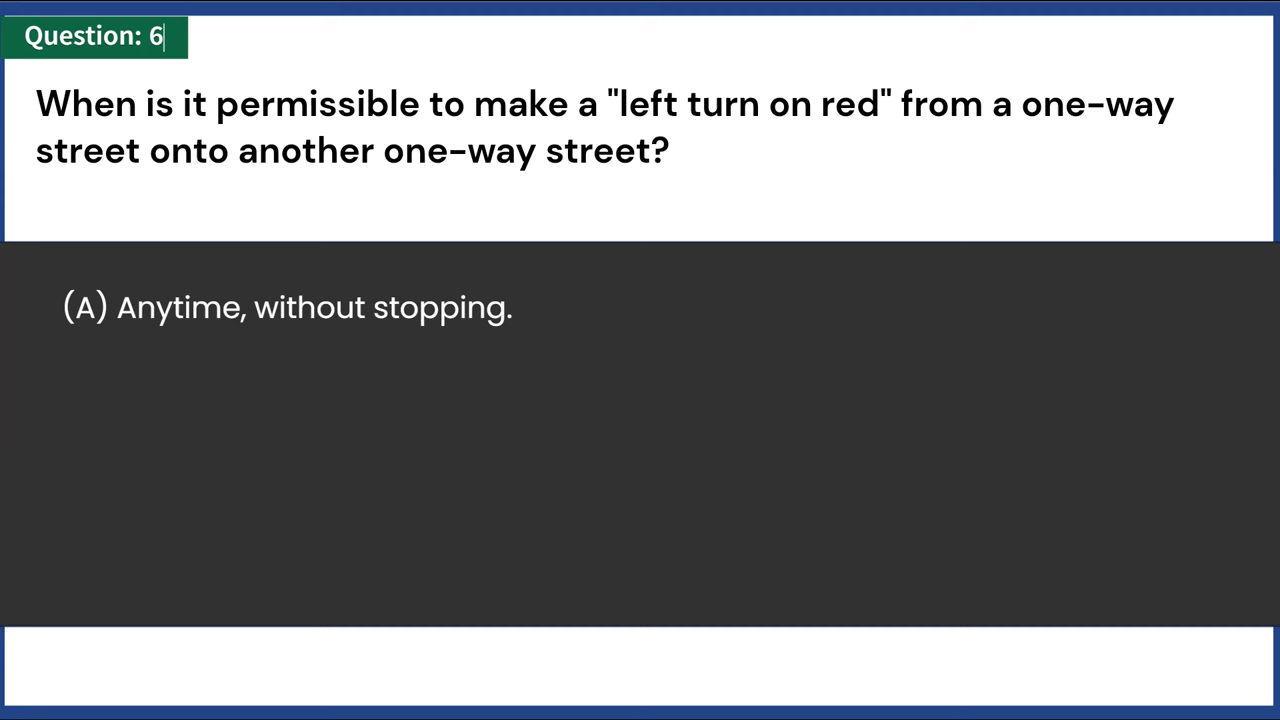 Question: 6
When is it permissible to make a "left turn on red" from a one-way
street onto another one-way street?
(A) Anytime, without stopping.